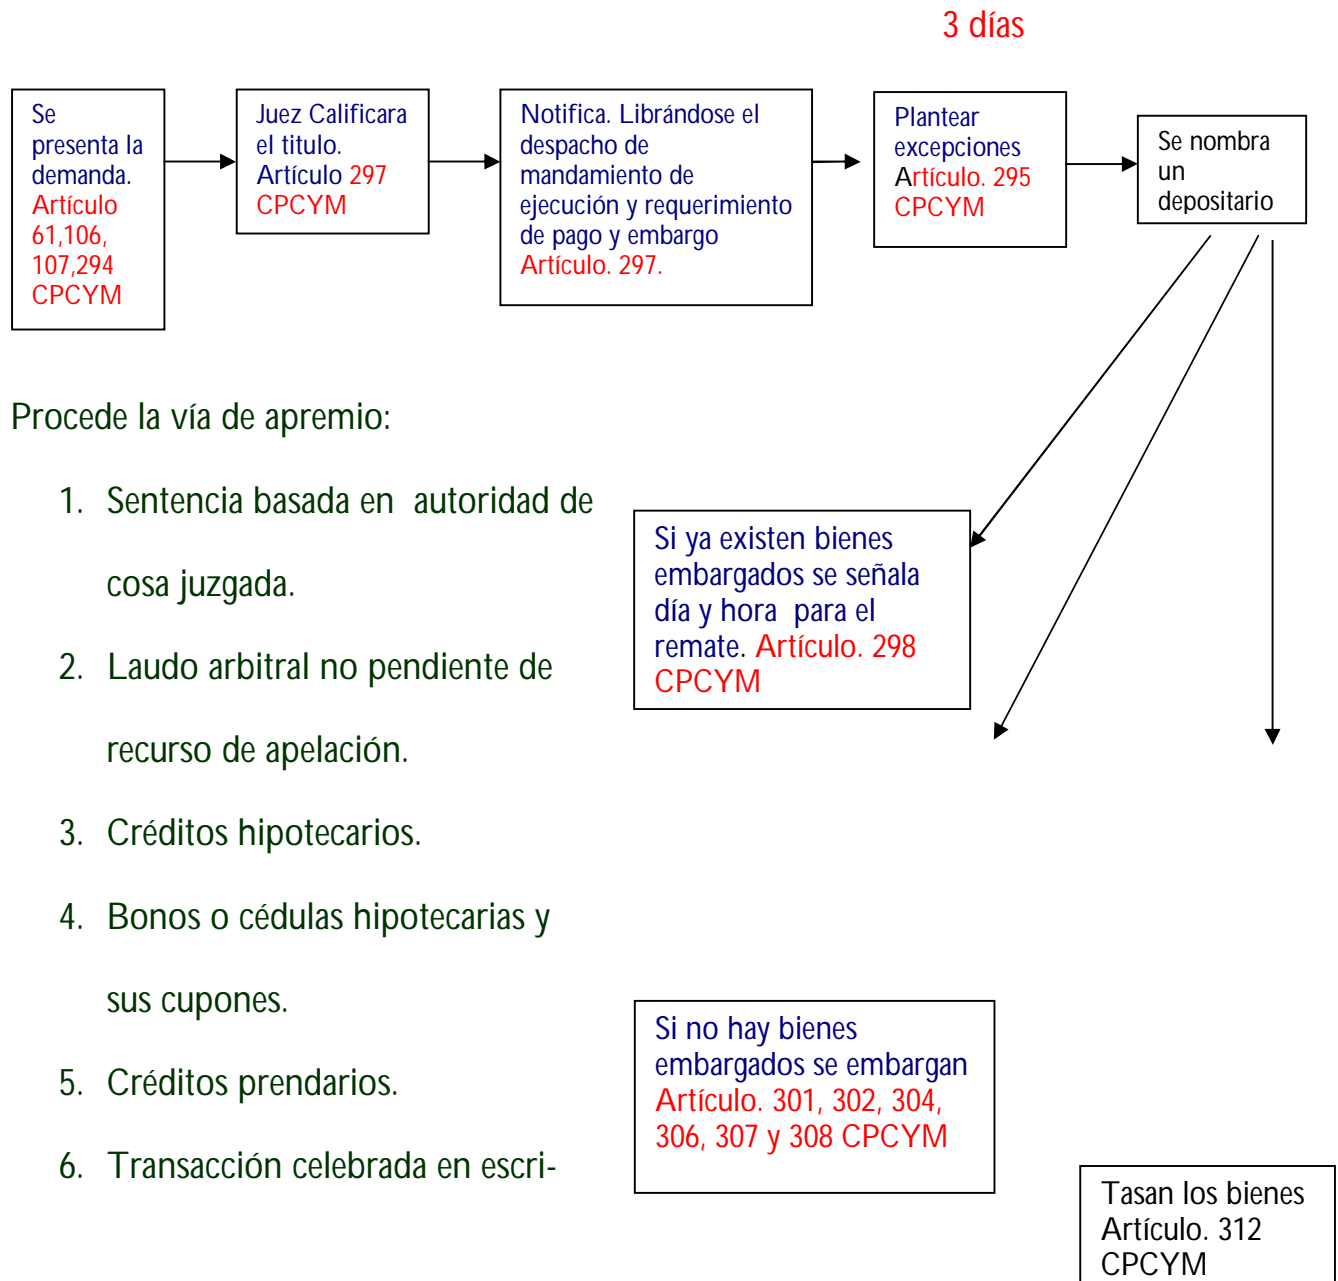 3 días
Se
presenta la
demanda.
Artículo
61,106,
107,294
CPCYM
Juez Calificara
el titulo.
Artículo 297
CPCYM
Notifica. Librándose el
despacho de
mandamiento de
ejecución y requerimiento
de pago y embargo
Artículo. 297.
Plantear
excepciones
Artículo. 295
CPCYM
Se nombra
un
depositario
Procede la vía de apremio:
1. Sentencia basada en autoridad de
cosa juzgada.
2. Laudo arbitral no pendiente de
recurso de apelación.
3. Créditos hipotecarios.
4. Bonos o cédulas hipotecarias y
sus cupones.
5. Créditos prendarios.
6. Transacción celebrada en escri-
Si ya existen bienes
embargados se señala
día y hora para el
remate. Artículo. 298
CPCYM
Si no hay bienes
embargados se embargan
Artículo. 301, 302, 304,
306, 307 y 308 CPCYM
Tasan los bienes
Artículo. 312
CPCYM